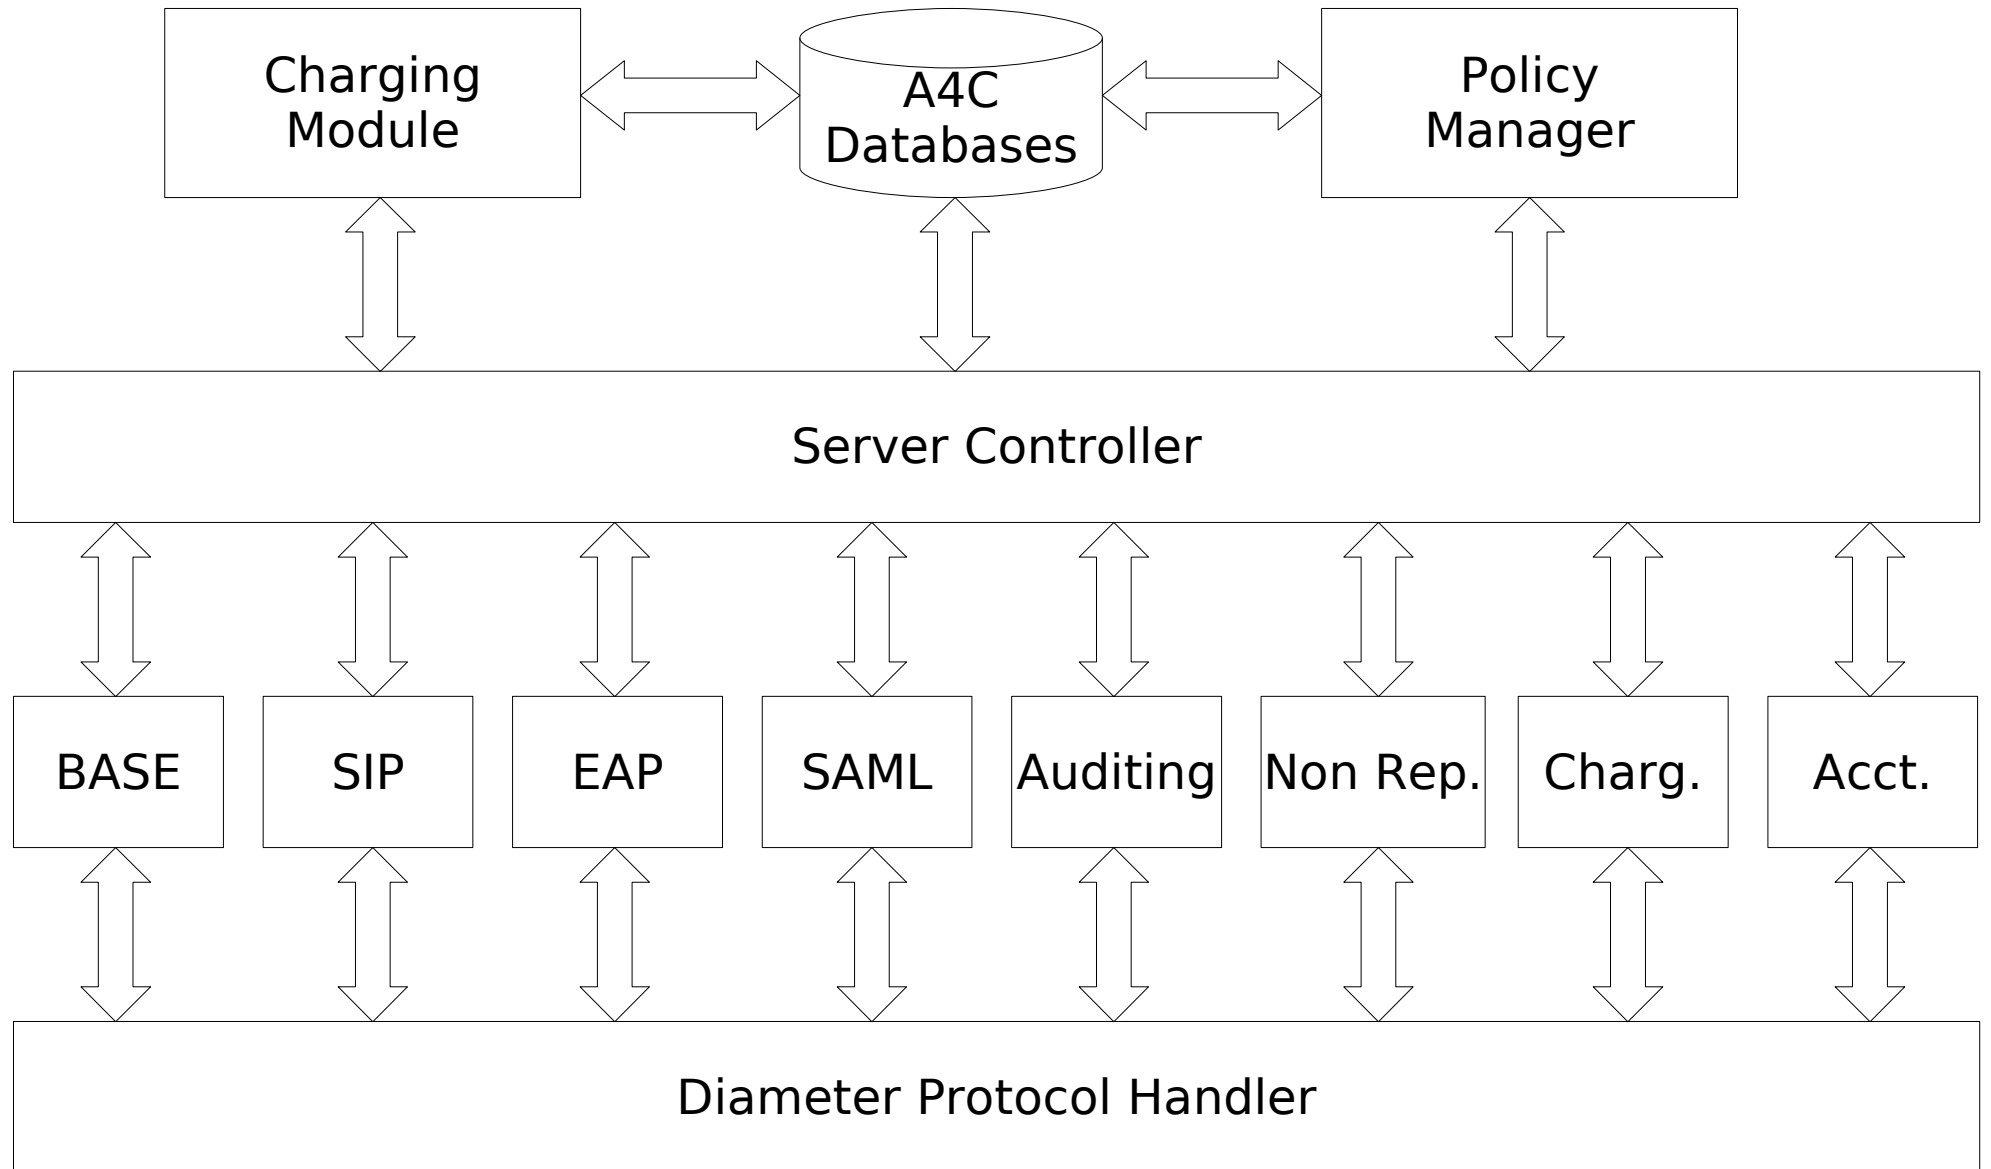 Charging
Module
A4C
Databases
Policy
Manager
Server Controller
BASE
SIP
EAP
SAML
Auditing
Non Rep.
Charg.
Acct.
Diameter Protocol Handler